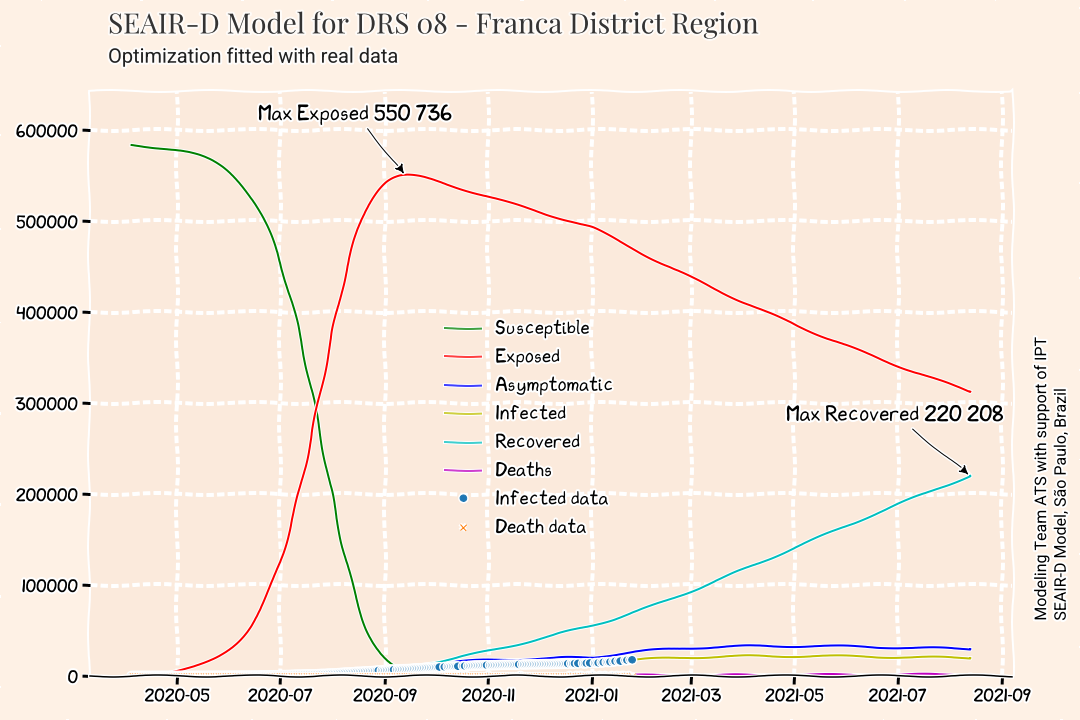 SEAIR-D Model for DRS 08 - Franca District Region
Optimization fitted with real data
Max Exposed 550 736
600000
500000
400000
300000
200000
100000
0
Susceptible
Exposed
Asymptomatic
Infected
Recovered
Deaths
Infected data
Death data
Max Recovered 220 208
2020-05
2020-07
2020-09
2020-11
2021-01
2021-03
2021-05
2021-07
2021-09
Modeling Team ATS with support of IPT
SEAIR-D Model, São Paulo, Brazil